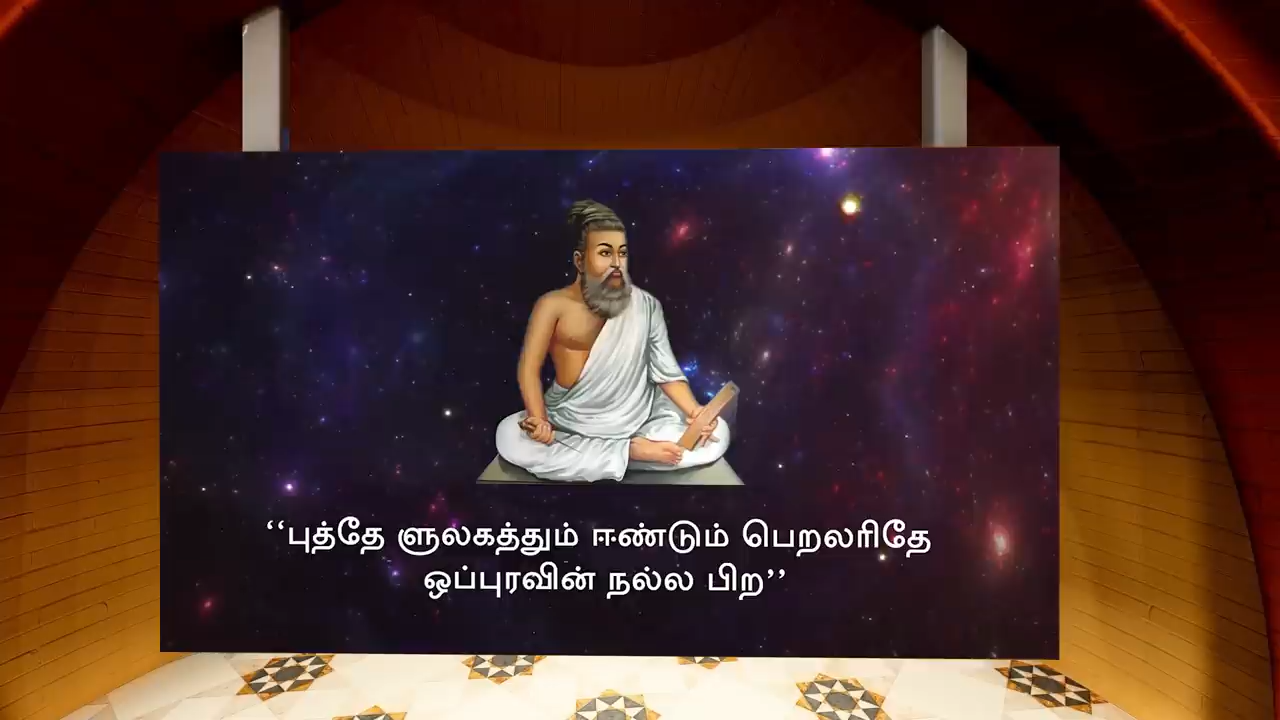 ‘‘புத்தே ளுலகத்தும் ஈண்டும் பெறலரிதே
ஒப்புரவின் நல்ல பிற’’